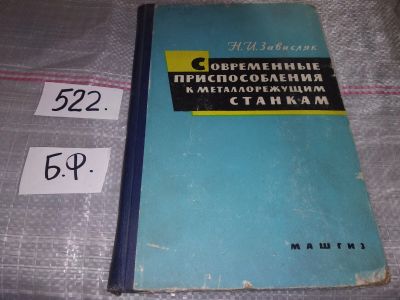 522.
Б.Ф.
Н.И.Зависляк
СОВРЕМЕННЫЕ
ПРИСПОСОБЛЕНИЯ
К МЕТАЛЛОРЕЖУЩИМ
СТАНКАМ
МАШГИЗ